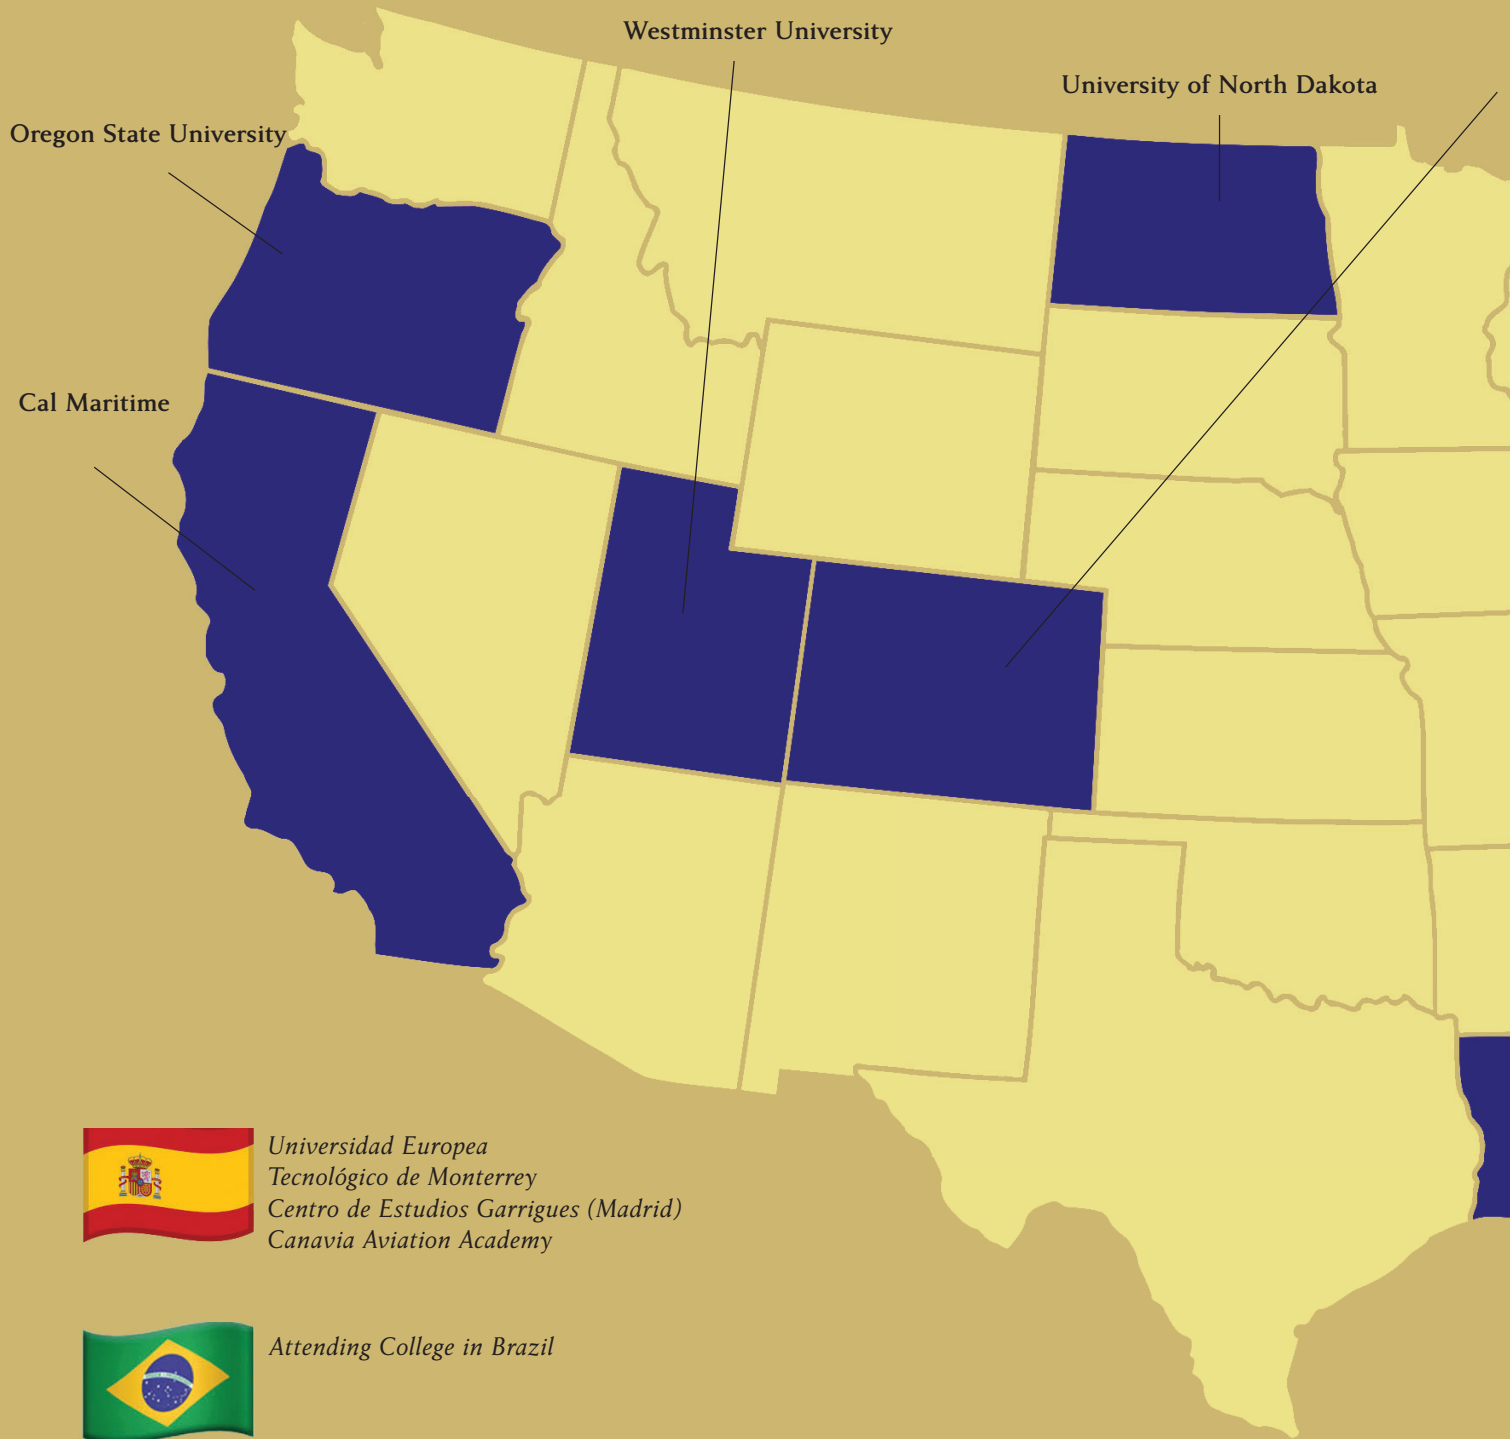 Westminster University
University of North Dakota
Oregon State University
Cal Maritime
Universidad Europea
Tecnológico de Monterrey
Centro de Estudios Garrigues (Madrid)
Canavia Aviation Academy
Attending College in Brazil